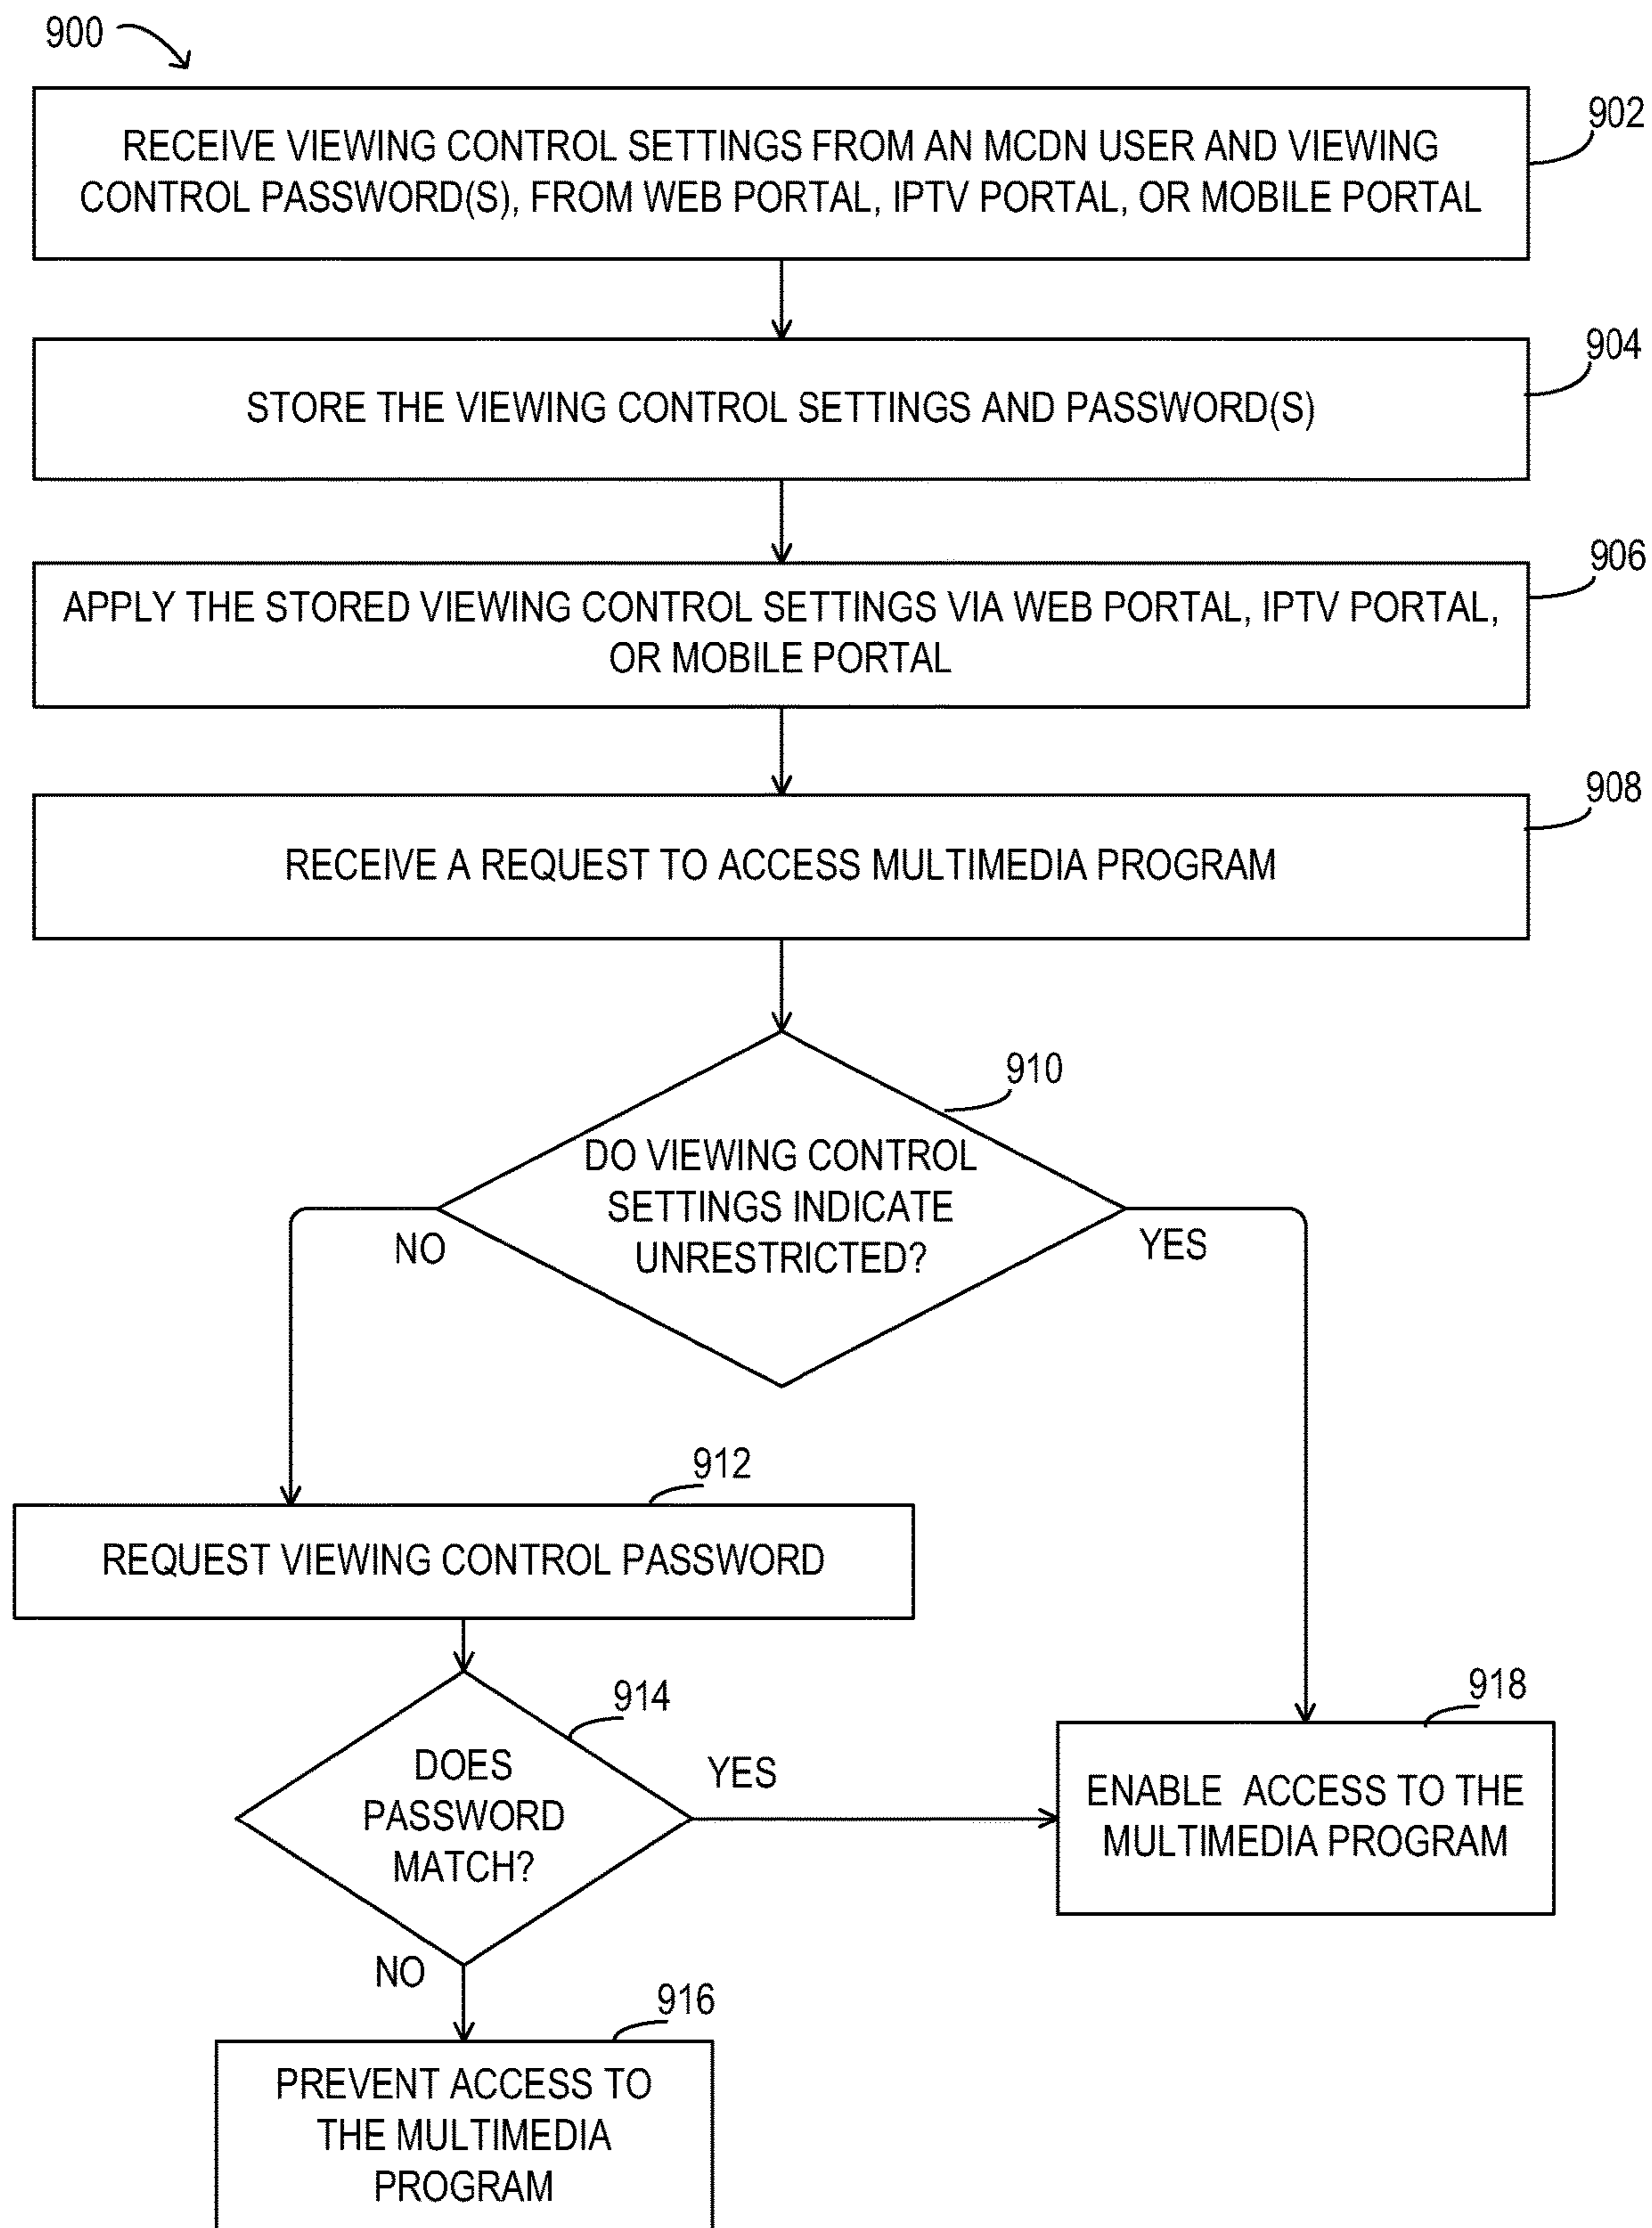 900
902
RECEIVE VIEWING CONTROL SETTINGS FROM AN MCDN USER AND VIEWING
CONTROL PASSWORD(S), FROM WEB PORTAL, IPTV PORTAL, OR MOBILE PORTAL
904
STORE THE VIEWING CONTROL SETTINGS AND PASSWORD(S)
906
APPLY THE STORED VIEWING CONTROL SETTINGS VIA WEB PORTAL, IPTV PORTAL,
OR MOBILE PORTAL
908
RECEIVE A REQUEST TO ACCESS MULTIMEDIA PROGRAM
910
DO VIEWING CONTROL
SETTINGS INDICATE
UNRESTRICTED?
NO
YES
912
REQUEST VIEWING CONTROL PASSWORD
914
DOES
PASSWORD
MATCH?
YES
918
ENABLE ACCESS TO THE
MULTIMEDIA PROGRAM
NO
916
PREVENT ACCESS TO
THE MULTIMEDIA
PROGRAM